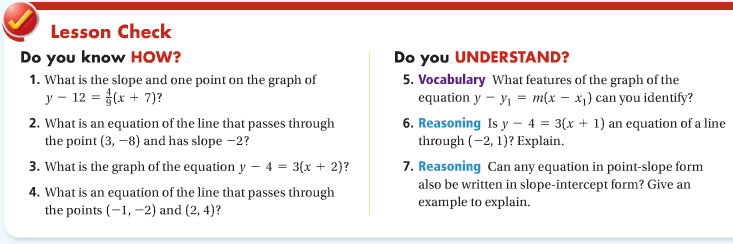 Lesson Check
Do you know HOW?
1. What is the slope and one point on the graph of
y − 12 = 4/9(x + 7)?
2. What is an equation of the line that passes through
the point (3, −8) and has slope −2?
3. What is the graph of the equation y − 4 = 3(x + 2)?
4. What is an equation of the line that passes through
the points (−1, −2) and (2, 4)?
Do you UNDERSTAND?
5. Vocabulary What features of the graph of the
equation y − y₁ = m(x − x₁) can you identify?
6. Reasoning Is y − 4 = 3(x + 1) an equation of a line
through (−2, 1)? Explain.
7. Reasoning Can any equation in point-slope form
also be written in slope-intercept form? Give an
example to explain.